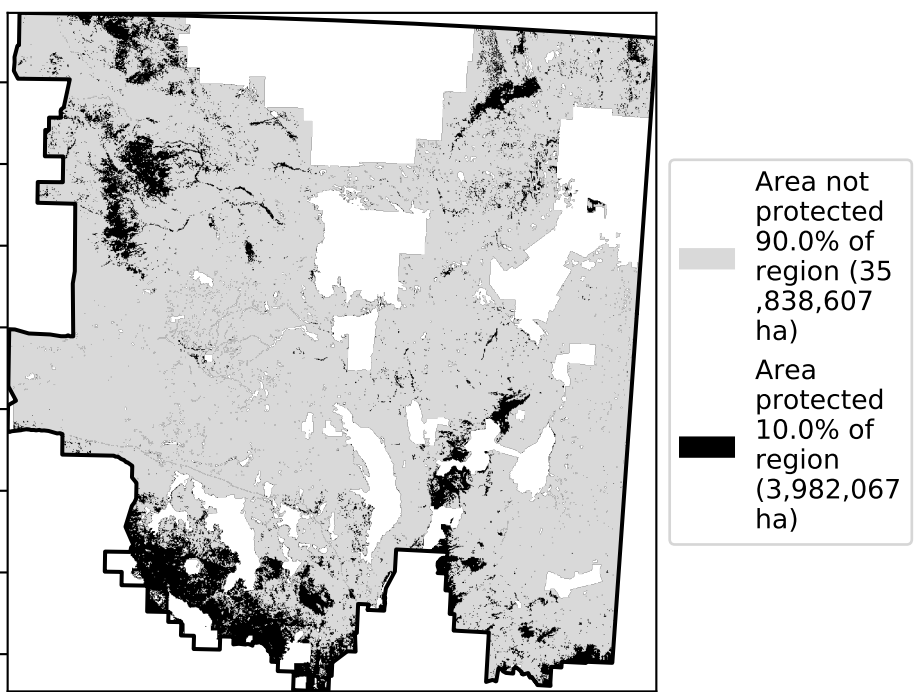 Area not
protected
90.0% of
region (35
,838,607
ha)
Area
protected
10.0% of
region
(3,982,067
ha)